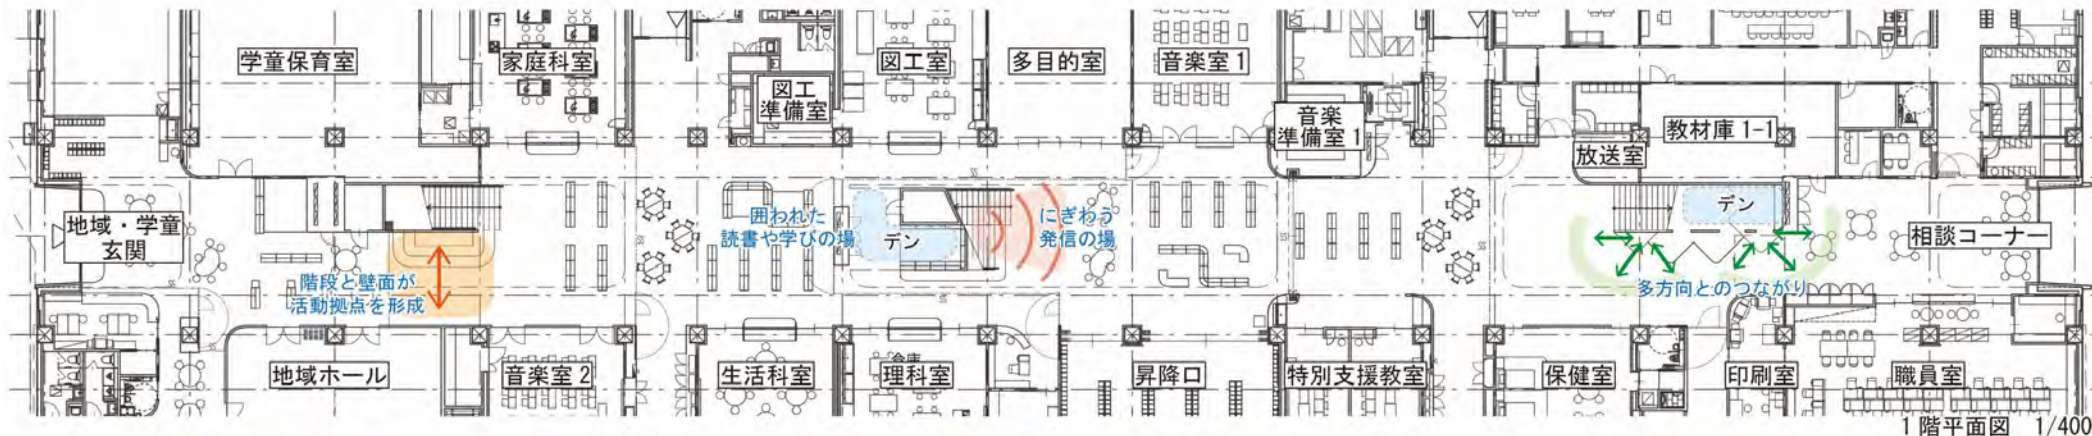 学童保育室
家庭科室
図工
準備室
図工室
多目的室
音楽室1
音楽
準備室1
放送室
教材庫1-1
地域・学童
玄関
階段と壁面が
活動拠点を形成
囲われた
読書や学びの場
デン
にぎわう
発信の場
デン
多方向とのつながり
相談コーナー
地域ホール
音楽室2
生活科室
倉庫
理科室
昇降口
特別支援教室
保健室
印刷室
職員室
1階平面図 1/400